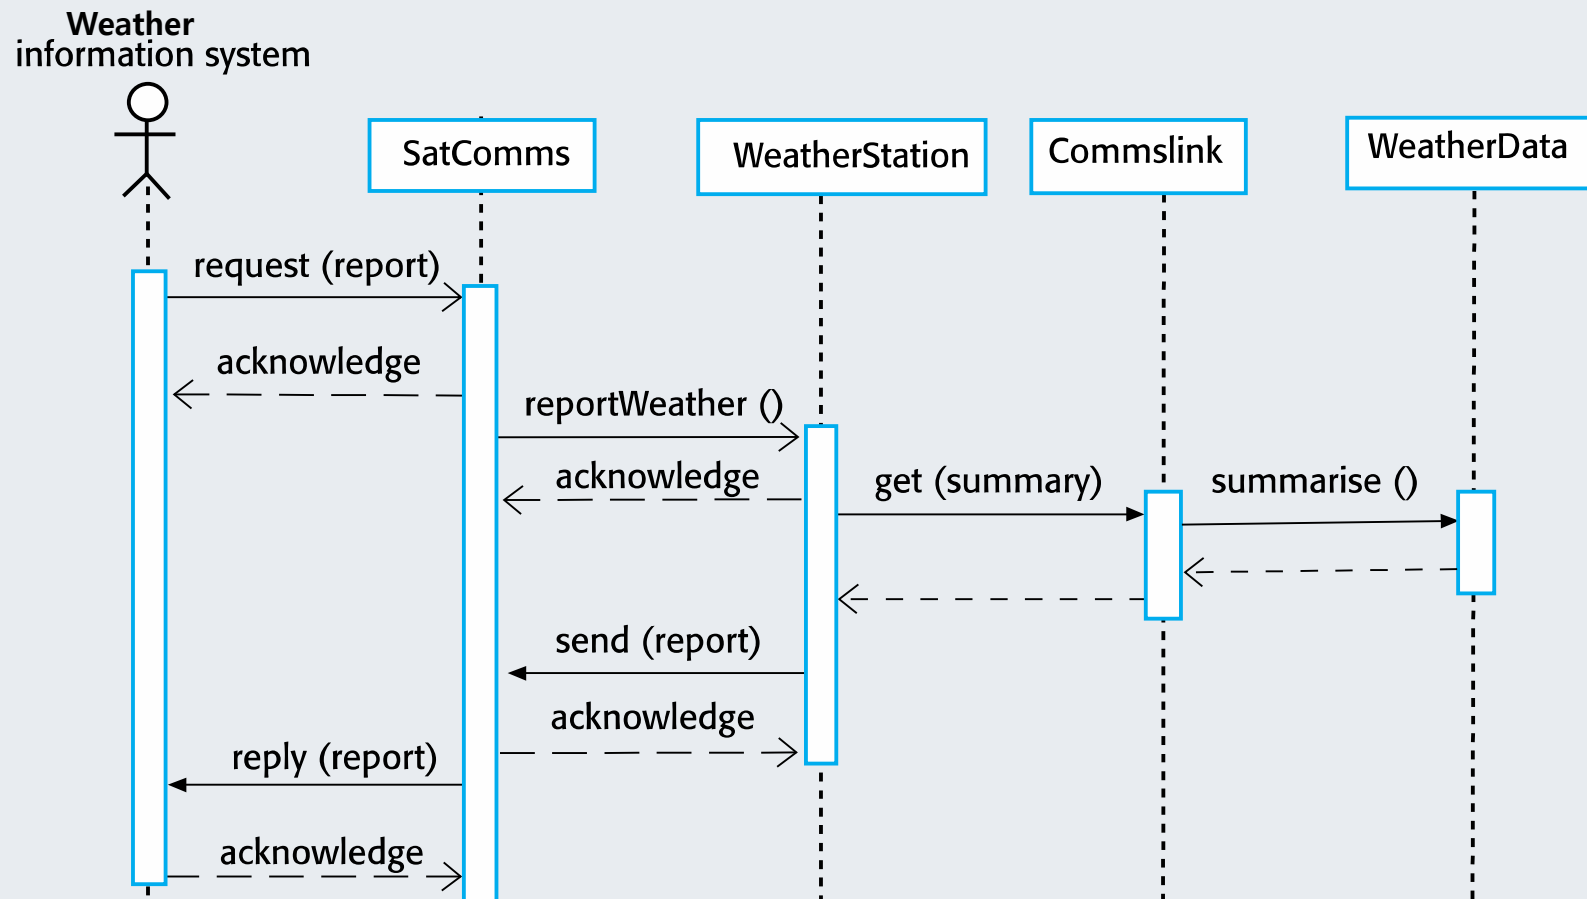 Weather
information system
SatComms
WeatherStation
Commslink
WeatherData
request (report)
acknowledge
reportWeather ()
acknowledge
get (summary)
summarise ()
send (report)
acknowledge
reply (report)
acknowledge